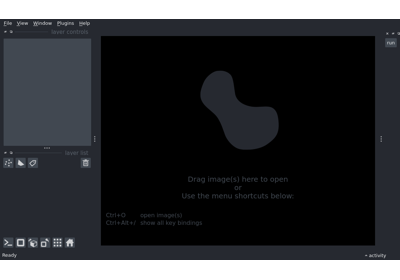 File View Window Plugins Help
layer controls
run
layer list
Drag image(s) here to open
or
Use the menu shortcuts below:
Ctrl+O open image(s)
Ctrl+Alt+/ show all key bindings
Ready
activity